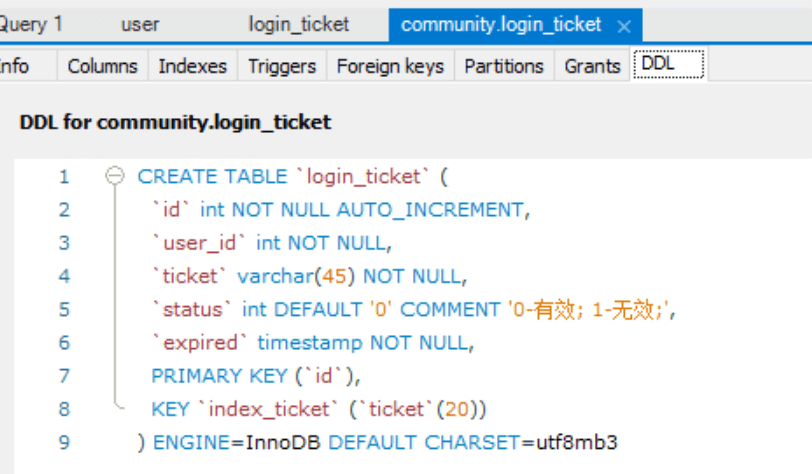 Query 1 user login_ticket community.login_ticket ×
Info Columns Indexes Triggers Foreign keys Partitions Grants DDL
DDL for community.login_ticket
1 CREATE TABLE `login_ticket` (
2 `id` int NOT NULL AUTO_INCREMENT,
3 `user_id` int NOT NULL,
4 `ticket` varchar(45) NOT NULL,
5 `status` int DEFAULT '0' COMMENT '0-有效; 1-无效;',
6 `expired` timestamp NOT NULL,
7 PRIMARY KEY (`id`),
8 KEY `index_ticket` (`ticket`(20))
9 ) ENGINE=InnoDB DEFAULT CHARSET=utf8mb3